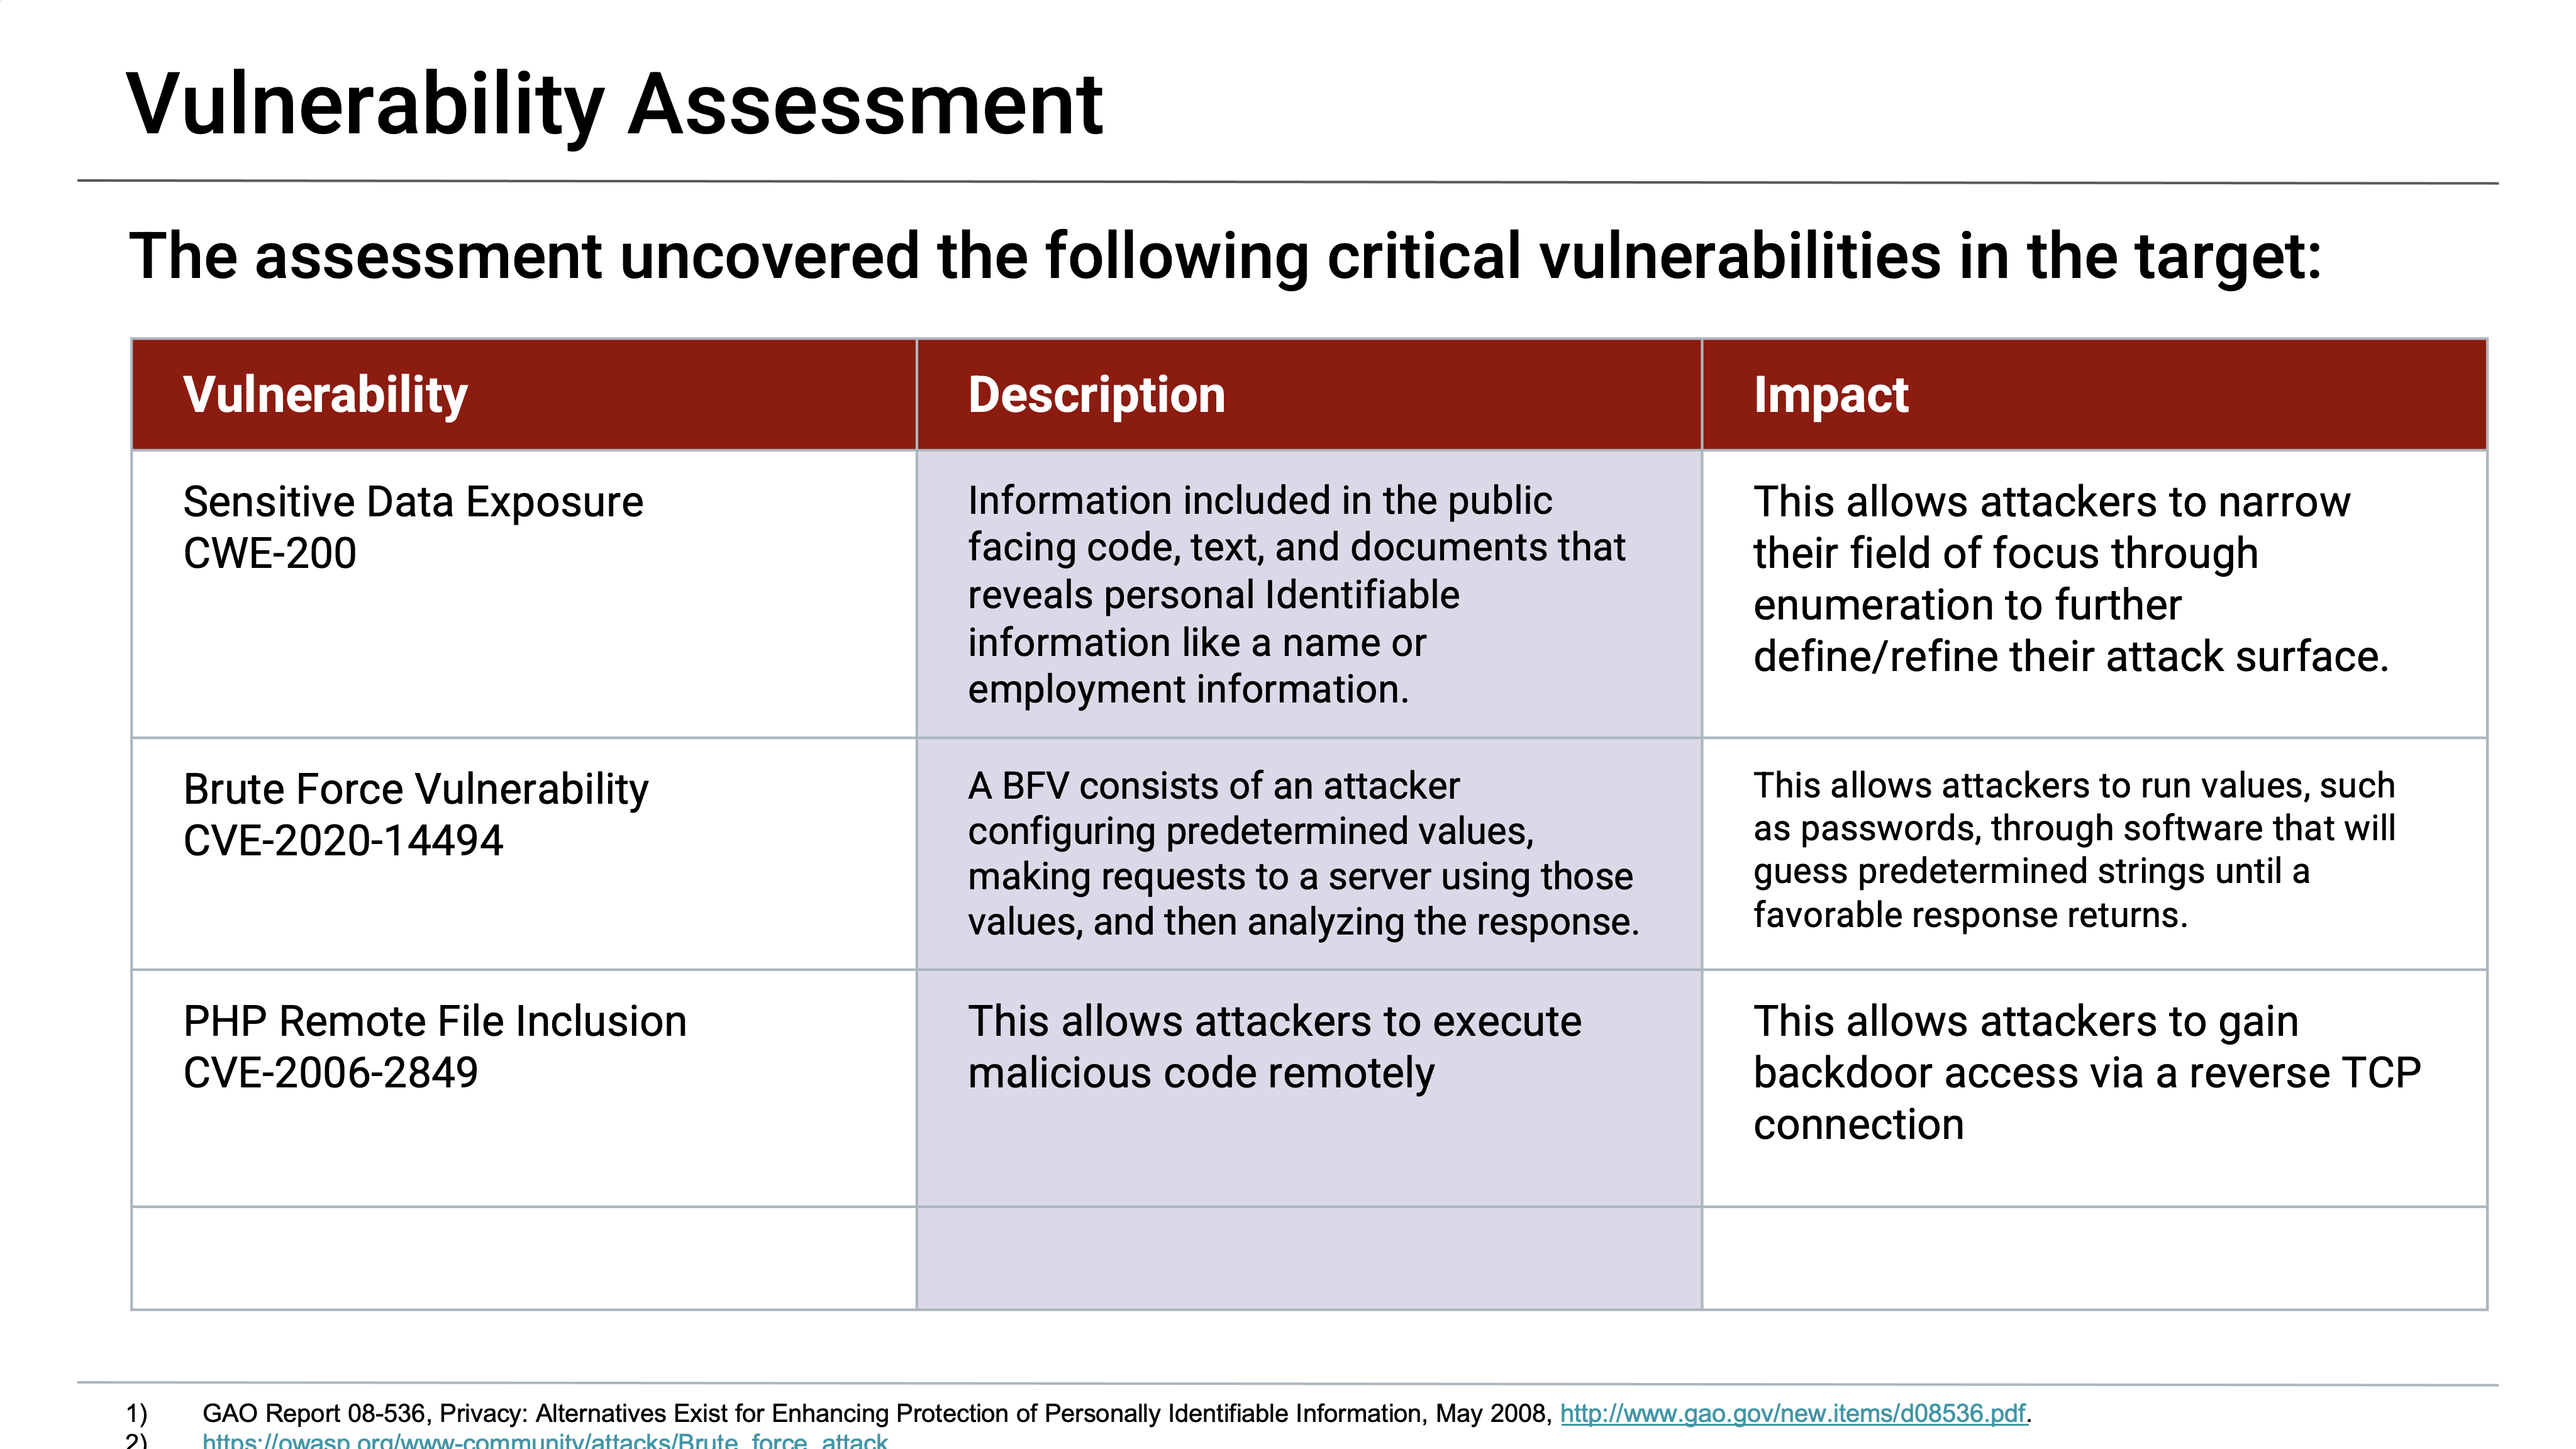 Vulnerability Assessment
The assessment uncovered the following critical vulnerabilities in the target:
Vulnerability
Description
Impact
Sensitive Data Exposure
CWE-200
Information included in the public
facing code, text, and documents that
reveals personal Identifiable
information like a name or
employment information.
This allows attackers to narrow
their field of focus through
enumeration to further
define/refine their attack surface.
Brute Force Vulnerability
CVE-2020-14494
A BFV consists of an attacker
configuring predetermined values,
making requests to a server using those
values, and then analyzing the response.
This allows attackers to run values, such
as passwords, through software that will
guess predetermined strings until a
favorable response returns.
PHP Remote File Inclusion
CVE-2006-2849
This allows attackers to execute
malicious code remotely
This allows attackers to gain
backdoor access via a reverse TCP
connection
1) GAO Report 08-536, Privacy: Alternatives Exist for Enhancing Protection of Personally Identifiable Information, May 2008, http://www.gao.gov/new.items/d08536.pdf.
2) https://owasp.org/www-community/attacks/Brute_force_attack